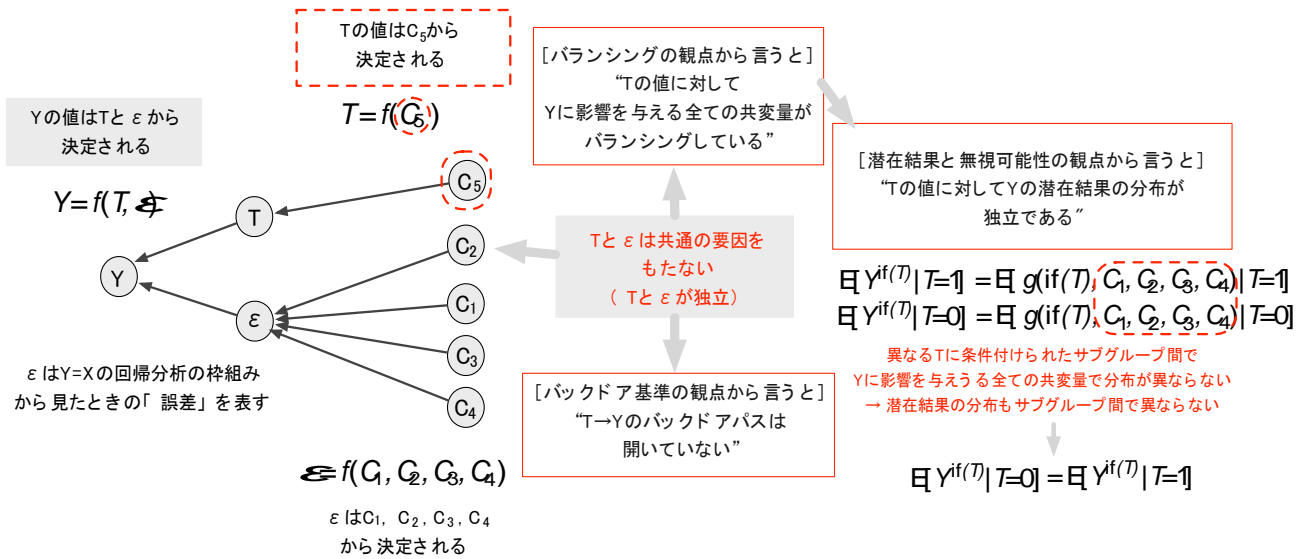 Tの値はC₅から
決定される
T=f(C₅)
Yの値はTとεから
決定される
Y=f(T, ε)
C₅
T
C₂
Y
C₁
ε
C₃
C₄
εはY=Xの回帰分析の枠組み
から見たときの「誤差」を表す
ε=f(C₁, C₂, C₃, C₄)
εはC₁, C₂, C₃, C₄
から決定される
[バランシングの観点から言うと]
“Tの値に対して
Yに影響を与える全ての共変量が
バランシングしている”
Tとεは共通の要因を
もたない
(Tとεが独立)
[バックドア基準の観点から言うと]
“T→Yのバックドアパスは
開いていない”
[潜在結果と無視可能性の観点から言うと]
“Tの値に対してYの潜在結果の分布が
独立である”
E[Y^if(T)|T=1] =E[g(if(T), C₁, C₂, C₃, C₄)|T=1]
E[Y^if(T)|T=0] =E[g(if(T), C₁, C₂, C₃, C₄)|T=0]
異なるTに条件付けられたサブグループ間で
Yに影響を与えうる全ての共変量で分布が異ならない
→ 潜在結果の分布もサブグループ間で異ならない
E[Y^if(T)|T=0] =E[Y^if(T)|T=1]